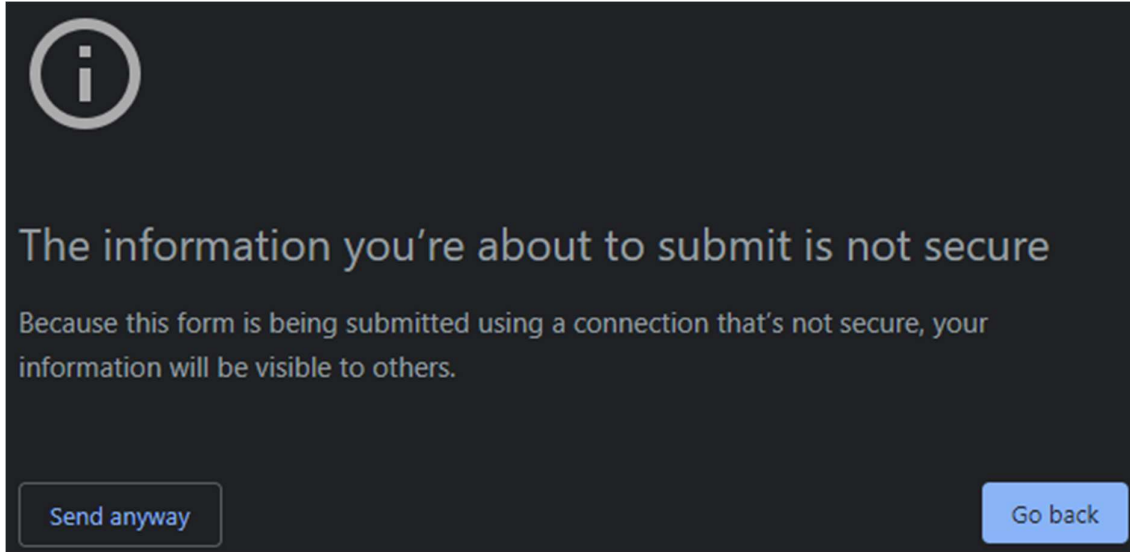 The information you’re about to submit is not secure
Because this form is being submitted using a connection that’s not secure, your
information will be visible to others.
Send anyway
Go back